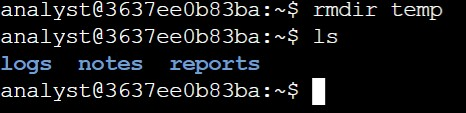 analyst@3637ee0b83ba:~$ rmdir temp
analyst@3637ee0b83ba:~$ ls
logs  notes  reports
analyst@3637ee0b83ba:~$